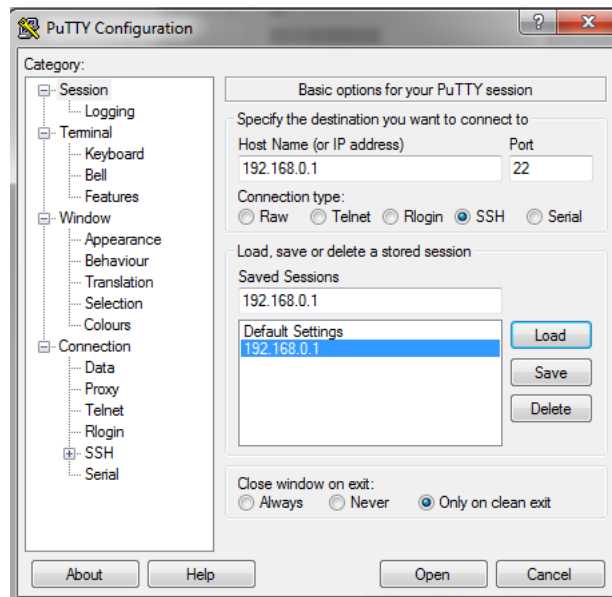 PuTTY Configuration
Category:
Session
Logging
Terminal
Keyboard
Bell
Features
Window
Appearance
Behaviour
Translation
Selection
Colours
Connection
Data
Proxy
Telnet
Rlogin
SSH
Serial
Basic options for your PuTTY session
Specify the destination you want to connect to
Host Name (or IP address) Port
192.168.0.1 22
Connection type:
Raw Telnet Rlogin SSH Serial
Load, save or delete a stored session
Saved Sessions
192.168.0.1
Default Settings
192.168.0.1
Load
Save
Delete
Close window on exit:
Always Never Only on clean exit
About Help Open Cancel